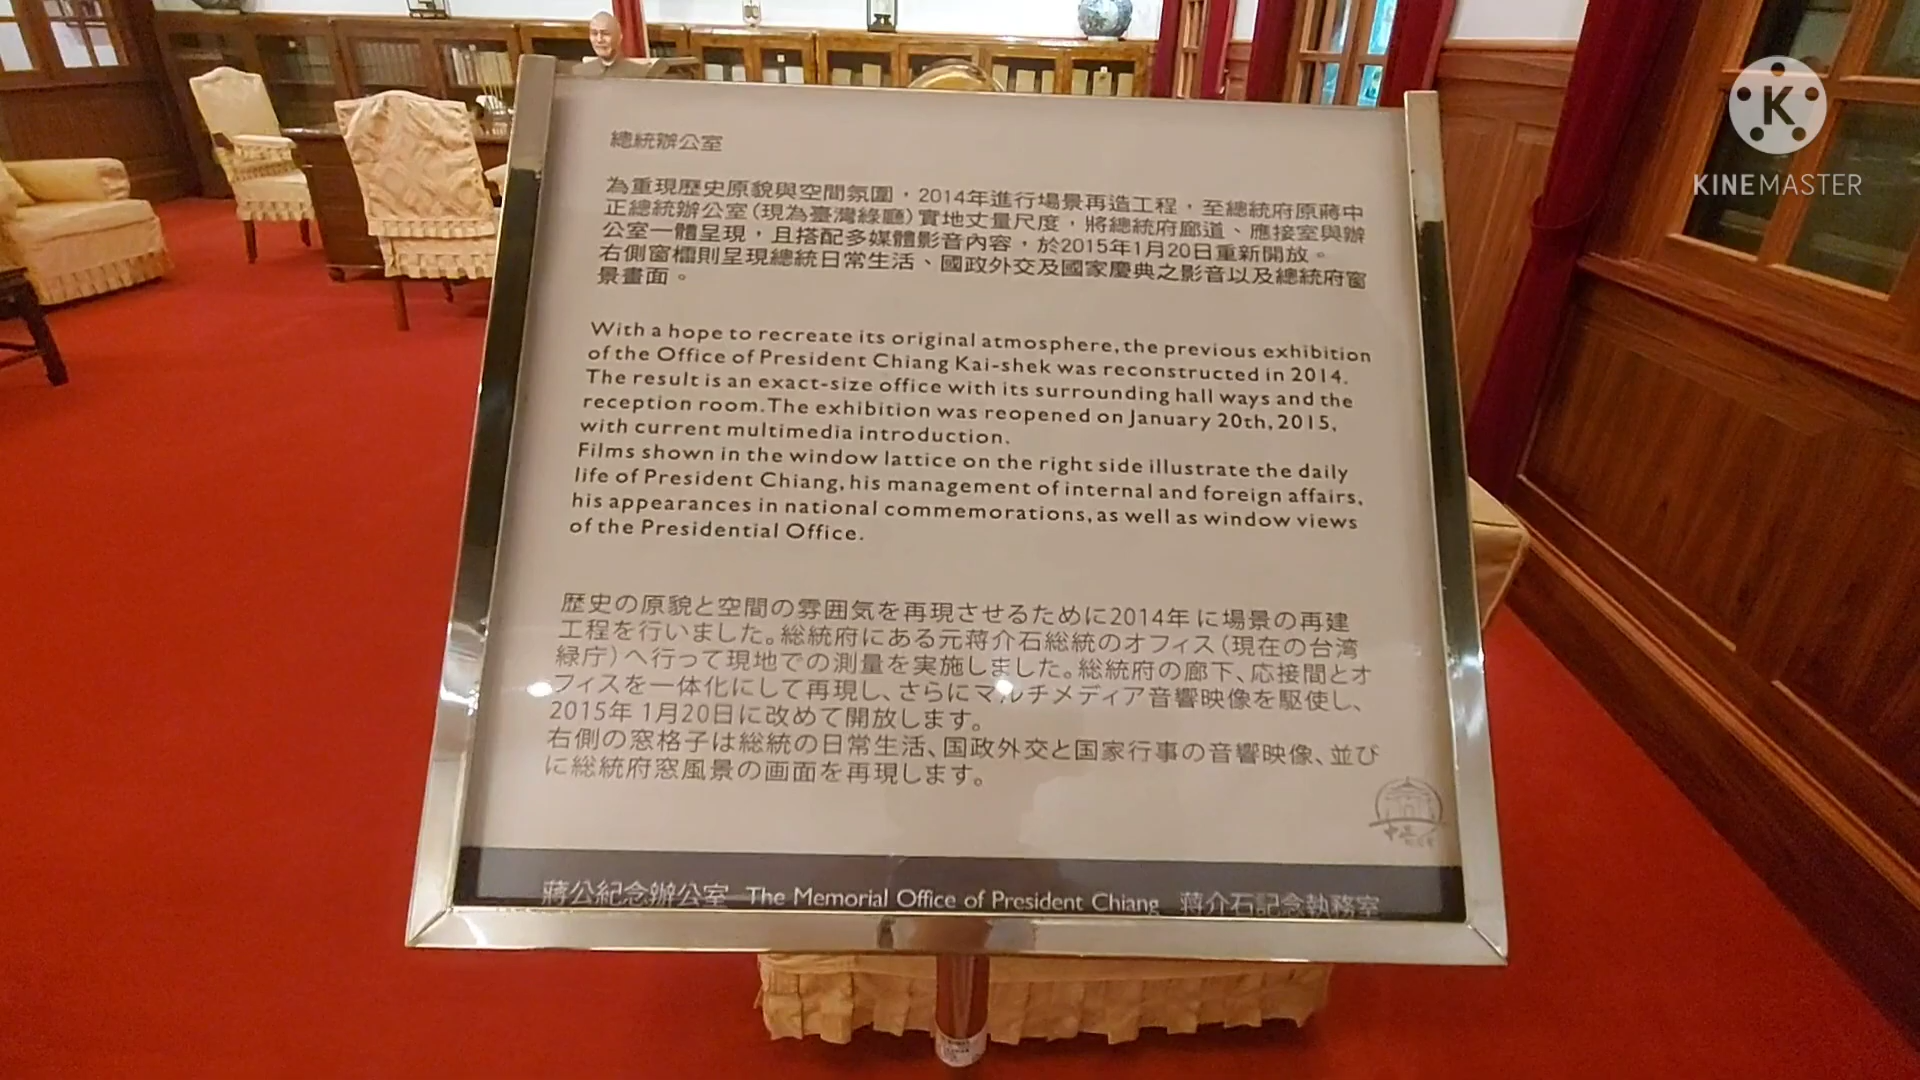 總統辦公室
為重現歷史原貌與空間氛圍，2014年進行場景再造工程，至總統府原蔣中
正總統辦公室（現為臺灣綠廳）實地丈量尺度，將總統府廊道、應接室與辦
公室一體呈現，且搭配多媒體影音內容，於2015年1月20日重新開放。
右側窗櫺則呈現總統日常生活、國政外交及國家慶典之影音以及總統府窗
景畫面。
With a hope to recreate its original atmosphere, the previous exhibition
of the Office of President Chiang Kai-shek was reconstructed in 2014.
The result is an exact-size office with its surrounding hall ways and the
reception room. The exhibition was reopened on January 20th, 2015,
with current multimedia introduction.
Films shown in the window lattice on the right side illustrate the daily
life of President Chiang, his management of internal and foreign affairs,
his appearances in national commemorations, as well as window views
of the Presidential Office.
歴史の原貌と空間の雰囲気を再現させるために2014年に場景の再建
工程を行いました。総統府にある元蒋介石総統のオフィス（現在の台湾
緑庁）へ行って現地での測量を実施しました。総統府の廊下、応接間とオ
フィスを一体化にして再現し、さらにマルチメディア音響映像を駆使し、
2015年1月20日に改めて開放します。
右側の窓格子は総統の日常生活、国政外交と国家行事の音響映像、並び
に総統府窓風景の画面を再現します。
蔣公紀念辦公室 The Memorial Office of President Chiang 蒋介石記念執務室
K
KINEMASTER